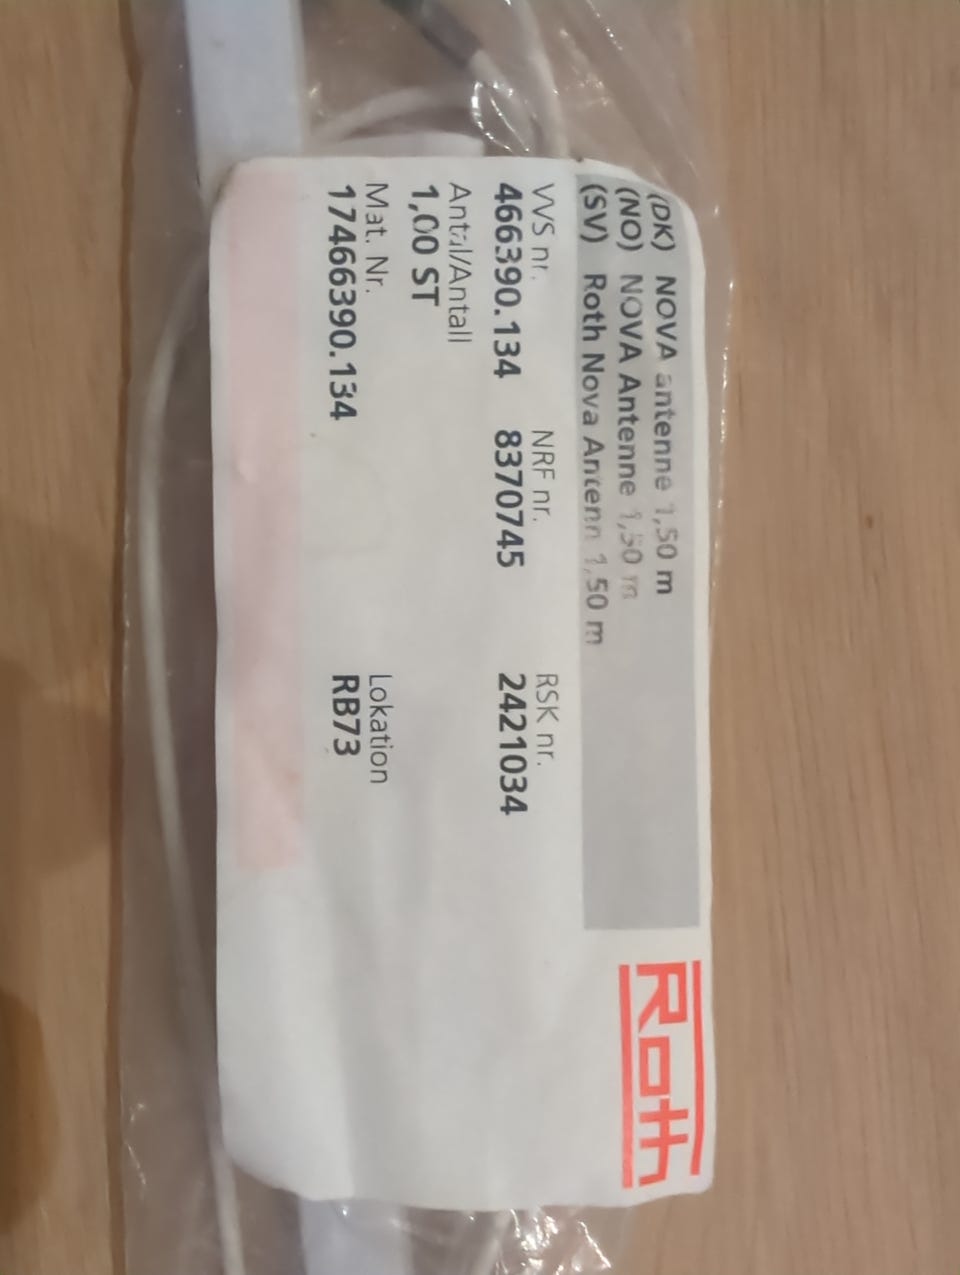 (DK) NOVA antenne 1,50 m
(NO) NOVA Antenne 1,50 m
(SV) Roth Nova Antenn 1,50 m
Roth
VVS nr. NRF nr. RSK nr.
466390.134 8370745 2421034
Antal/Antall
1,00 ST
Mat. Nr. Lokation
17466390.134 RB73